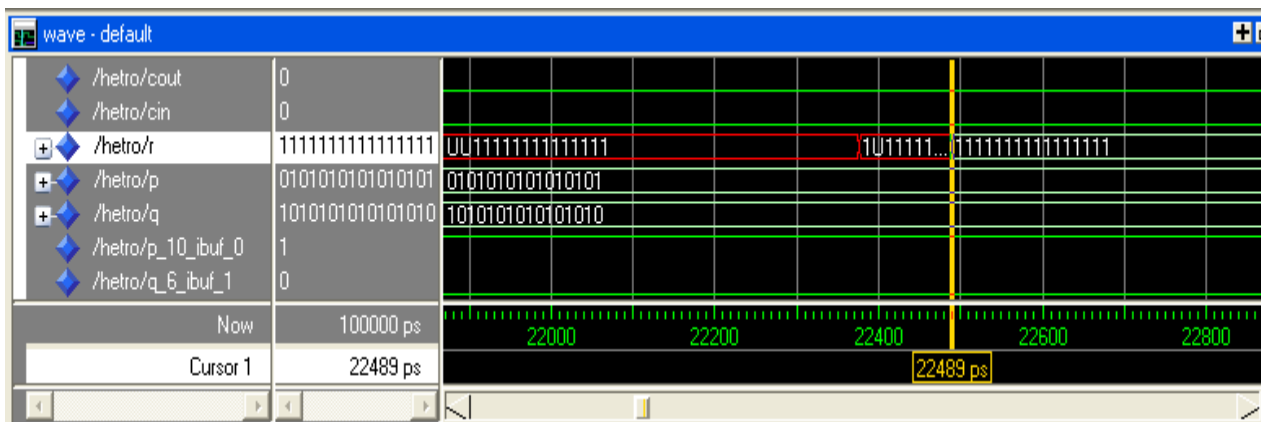 wave - default
/hetro/cout 0
/hetro/cin 0
/hetro/r 1111111111111111 UU11111111111111 1U11111... 1111111111111111
/hetro/p 0101010101010101 0101010101010101
/hetro/q 1010101010101010 1010101010101010
/hetro/p_10_ibuf_0 1
/hetro/q_6_ibuf_1 0
Now 100000 ps 22000 22200 22400 22600 22800
Cursor 1 22489 ps 22489 ps